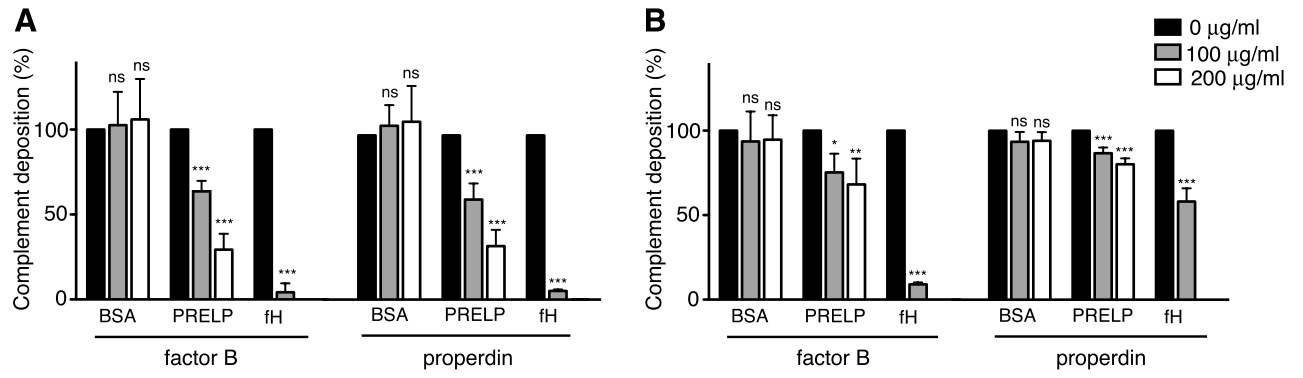 A
B
Complement deposition (%)
100
50
0
ns
ns
***
***
***
ns
ns
***
***
***
BSA PRELP fH BSA PRELP fH
factor B properdin
Complement deposition (%)
100
50
0
ns
ns
*
**
***
ns
ns
***
***
***
BSA PRELP fH BSA PRELP fH
factor B properdin
0 μg/ml
100 μg/ml
200 μg/ml